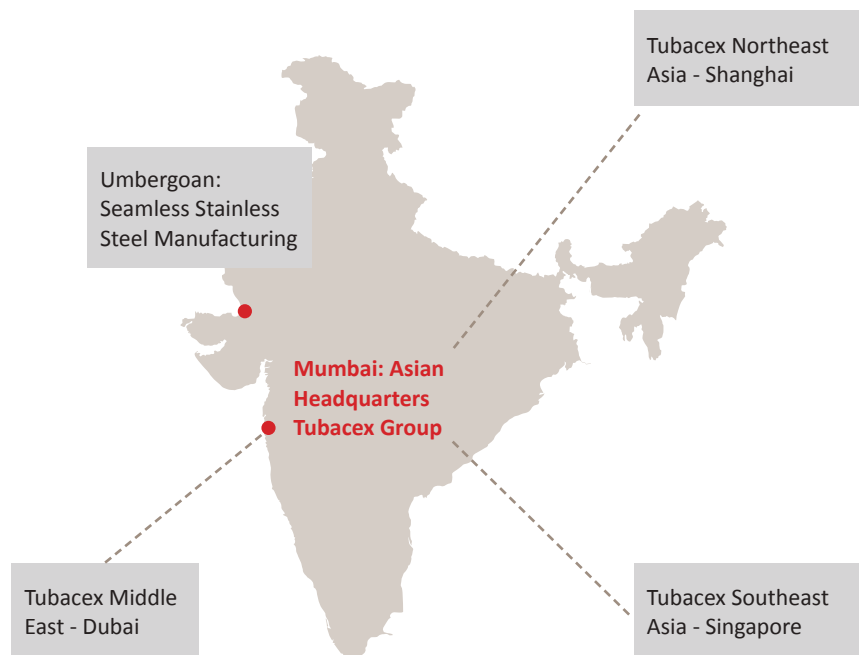 Tubacex Northeast
Asia - Shanghai
Umbergoan:
Seamless Stainless
Steel Manufacturing
Mumbai: Asian
Headquarters
Tubacex Group
Tubacex Middle
East - Dubai
Tubacex Southeast
Asia - Singapore